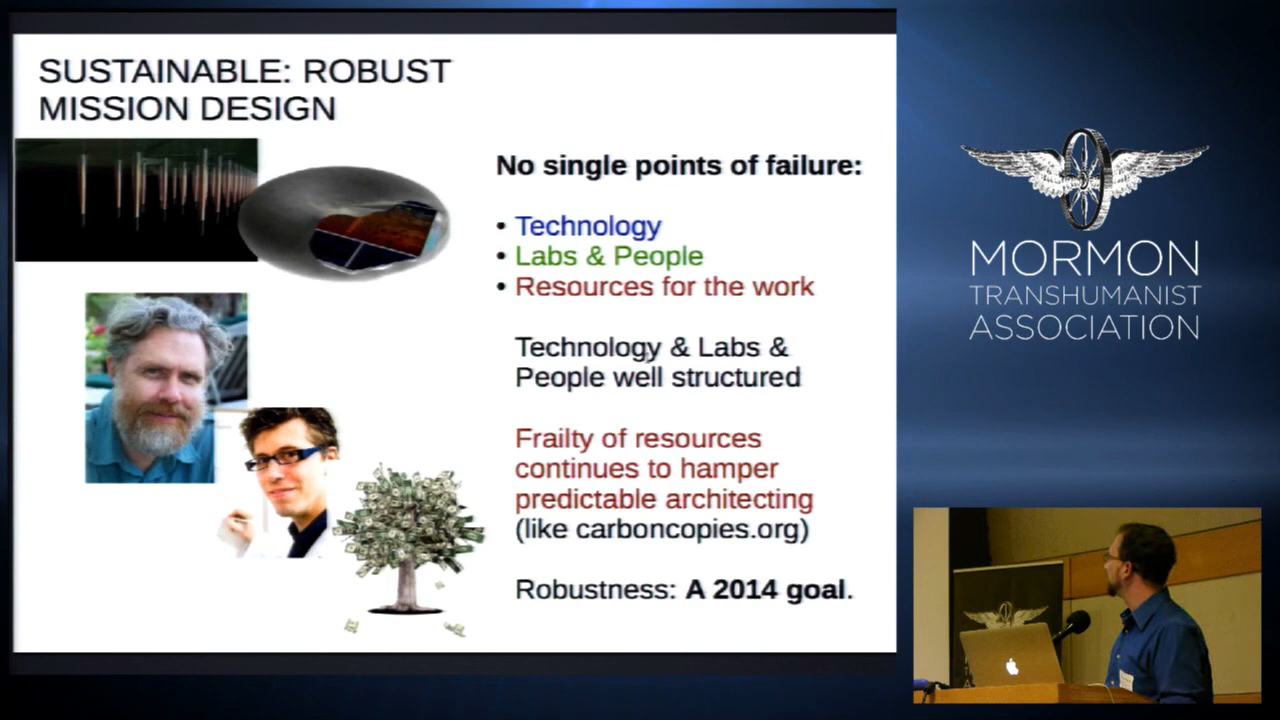 SUSTAINABLE: ROBUST
MISSION DESIGN
No single points of failure:
• Technology
• Labs & People
• Resources for the work
Technology & Labs &
People well structured
Frailty of resources
continues to hamper
predictable architecting
(like carboncopies.org)
Robustness: A 2014 goal.
MORMON
TRANSHUMANIST
ASSOCIATION